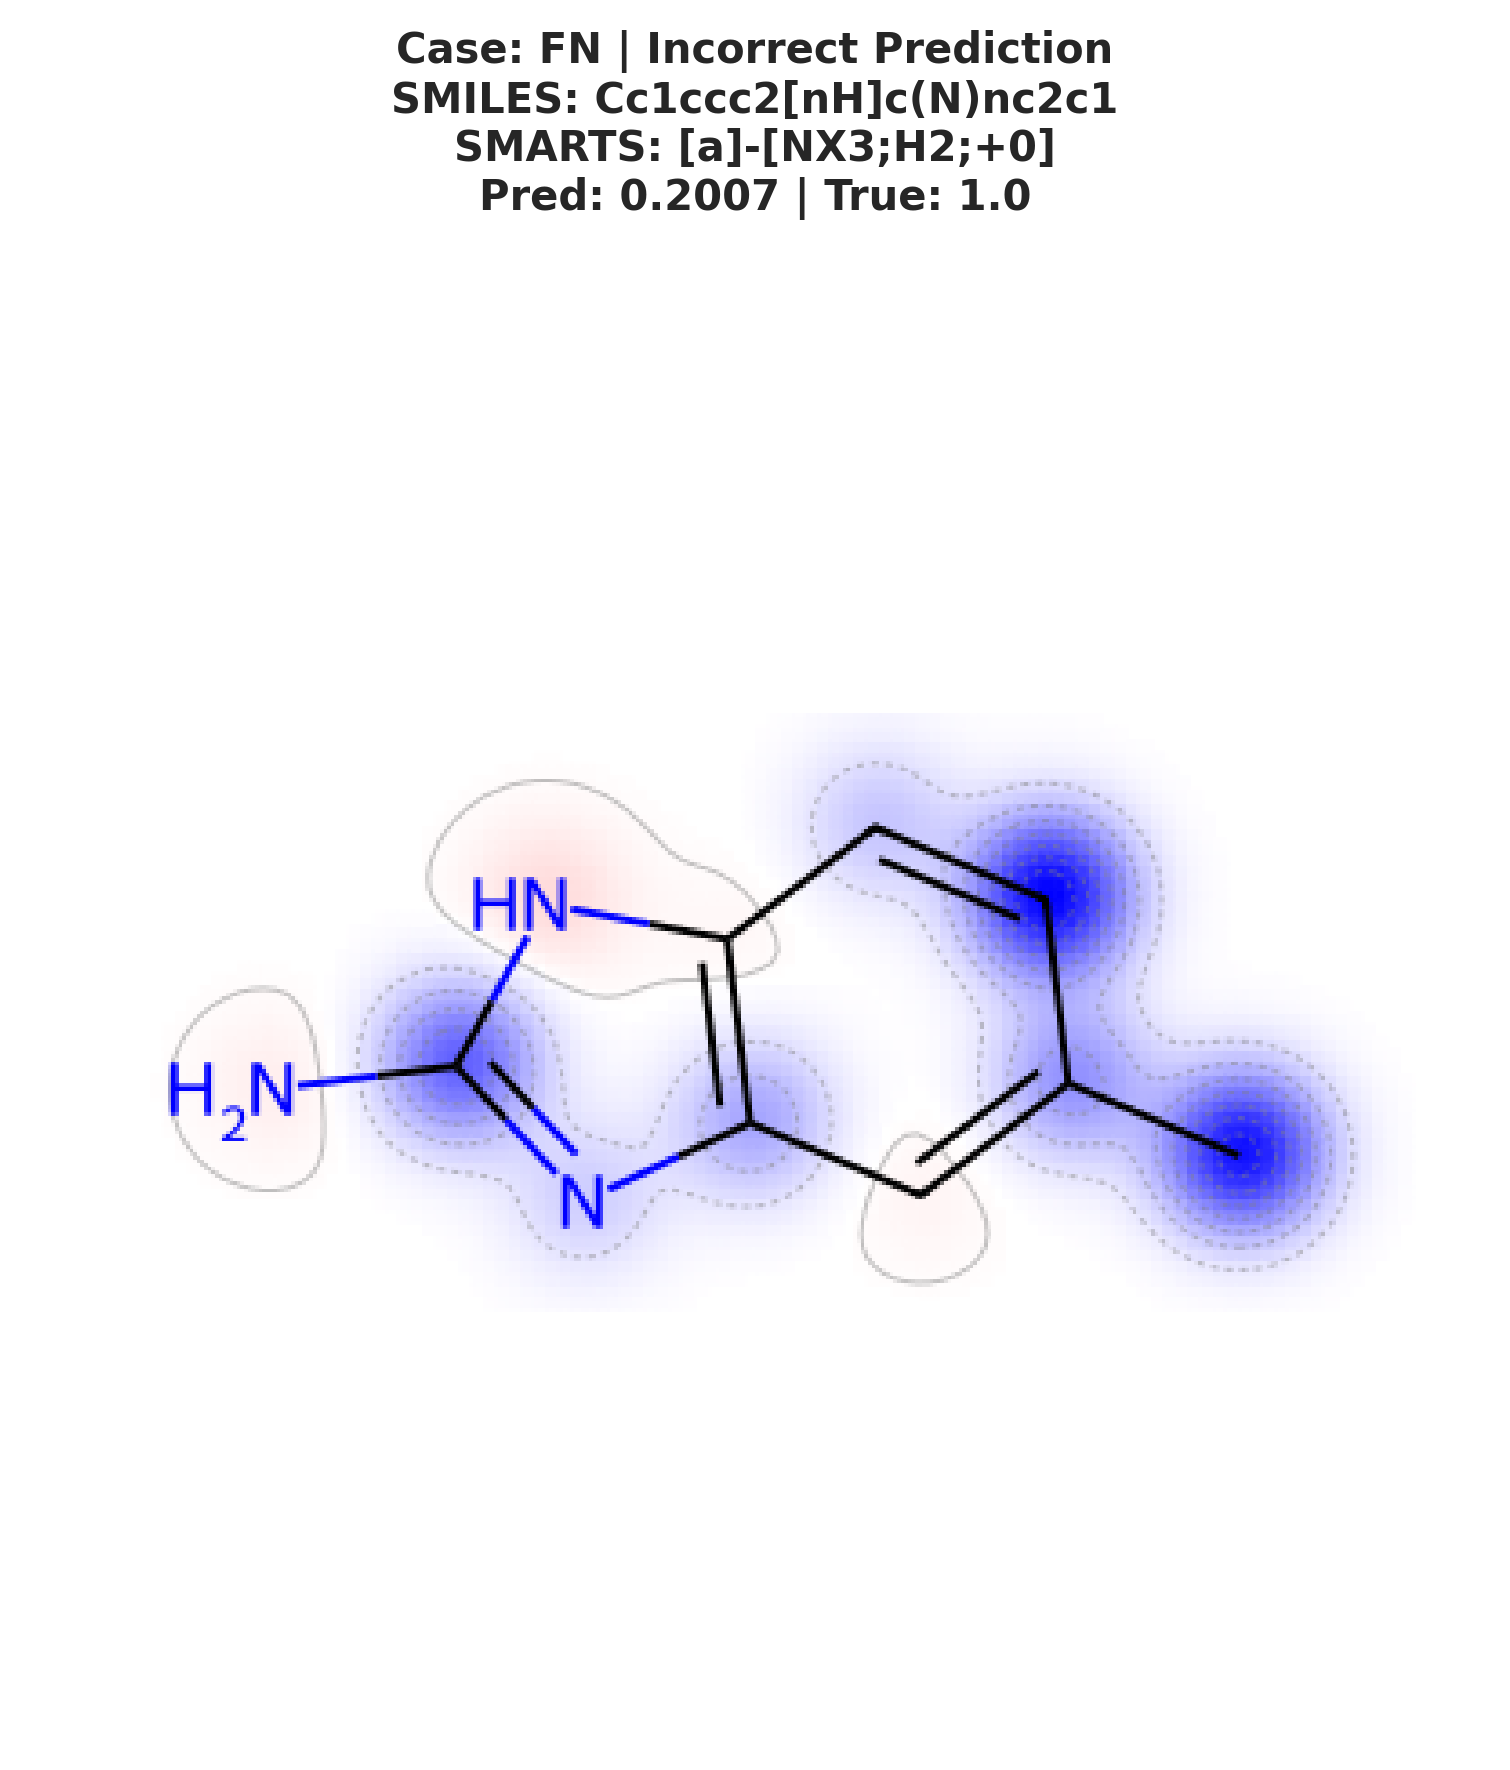 Case: FN | Incorrect Prediction
SMILES: Cc1ccc2[nH]c(N)nc2c1
SMARTS: [a]-[NX3;H2;+0]
Pred: 0.2007 | True: 1.0
HN
H2N
N